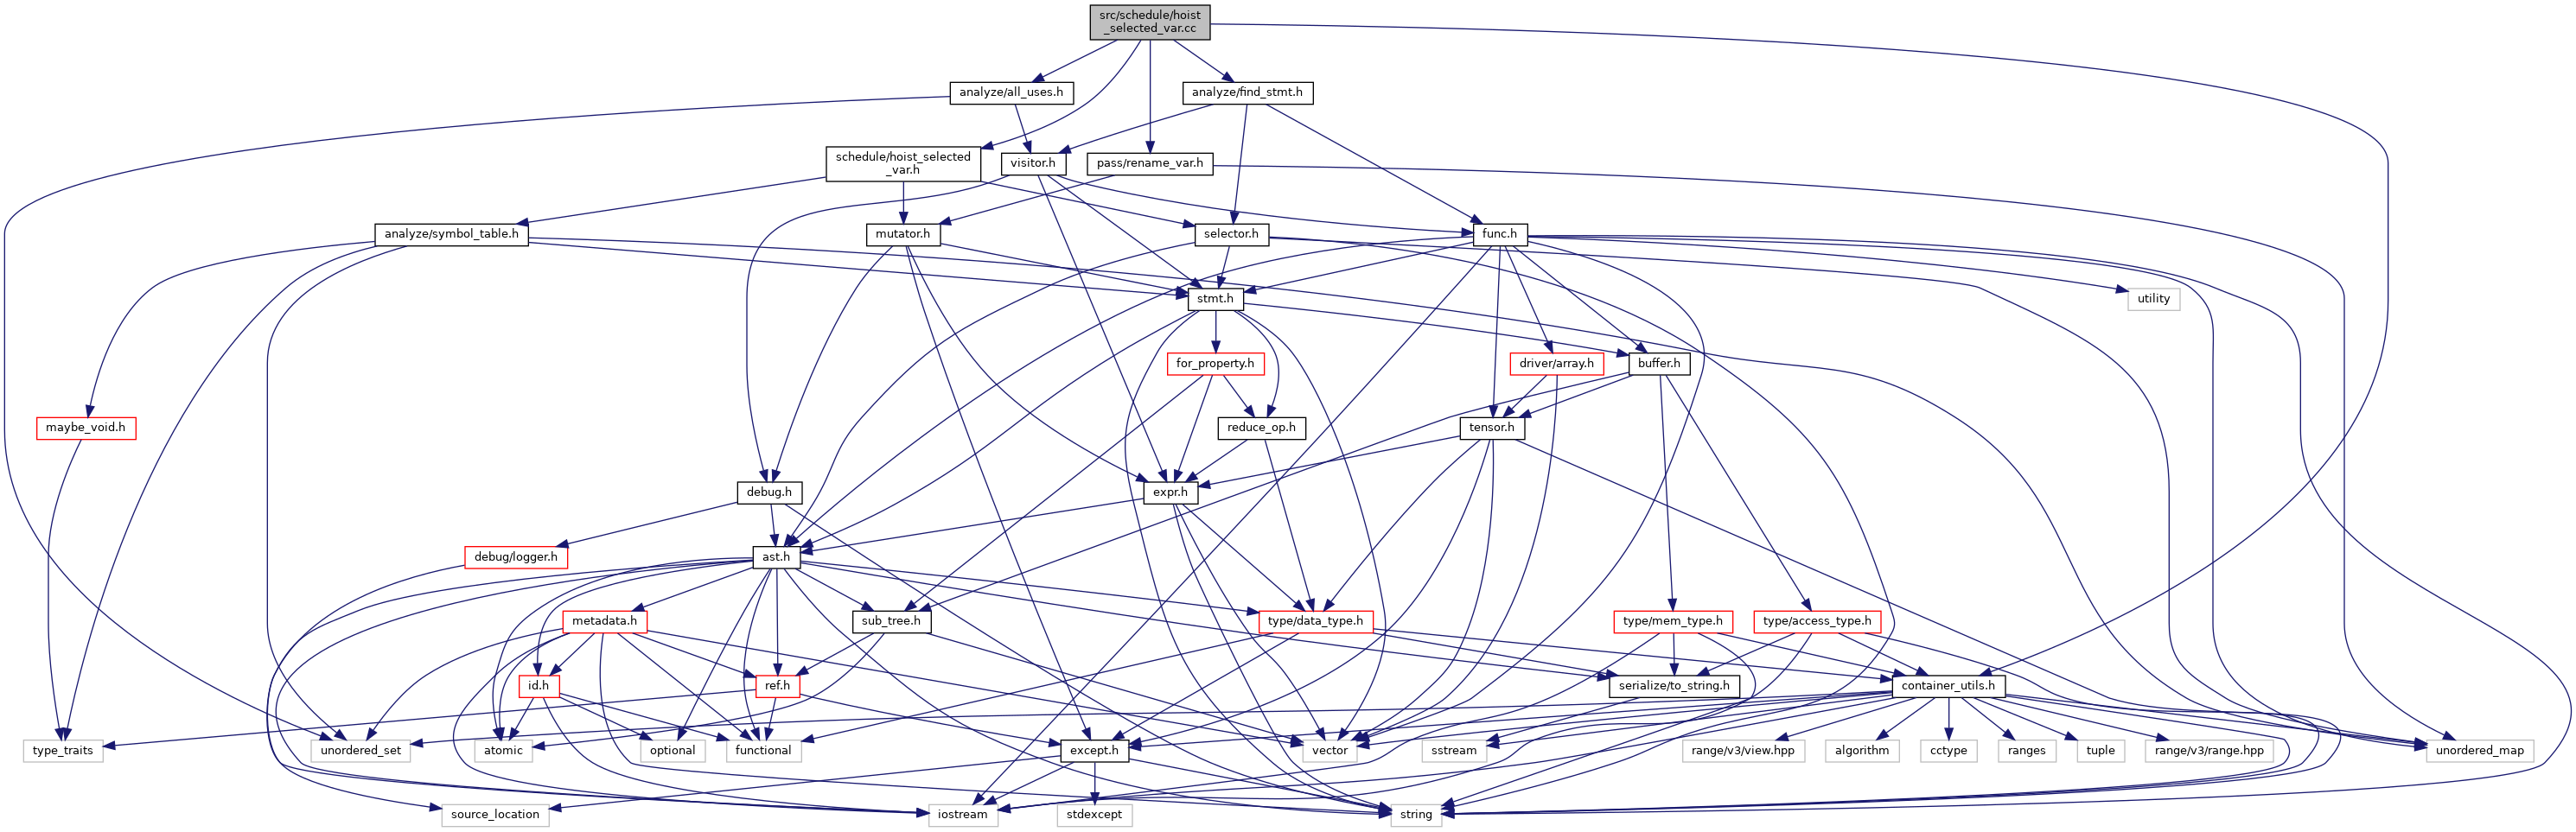 src/schedule/hoist
_selected_var.cc
analyze/all_uses.h
analyze/find_stmt.h
schedule/hoist_selected
_var.h
visitor.h
pass/rename_var.h
analyze/symbol_table.h
mutator.h
selector.h
func.h
stmt.h
utility
for_property.h
driver/array.h
buffer.h
maybe_void.h
reduce_op.h
tensor.h
debug.h
expr.h
debug/logger.h
ast.h
metadata.h
sub_tree.h
type/data_type.h
type/mem_type.h
type/access_type.h
id.h
ref.h
serialize/to_string.h
container_utils.h
type_traits
unordered_set
atomic
optional
functional
except.h
vector
sstream
range/v3/view.hpp
algorithm
cctype
ranges
tuple
range/v3/range.hpp
unordered_map
source_location
iostream
stdexcept
string